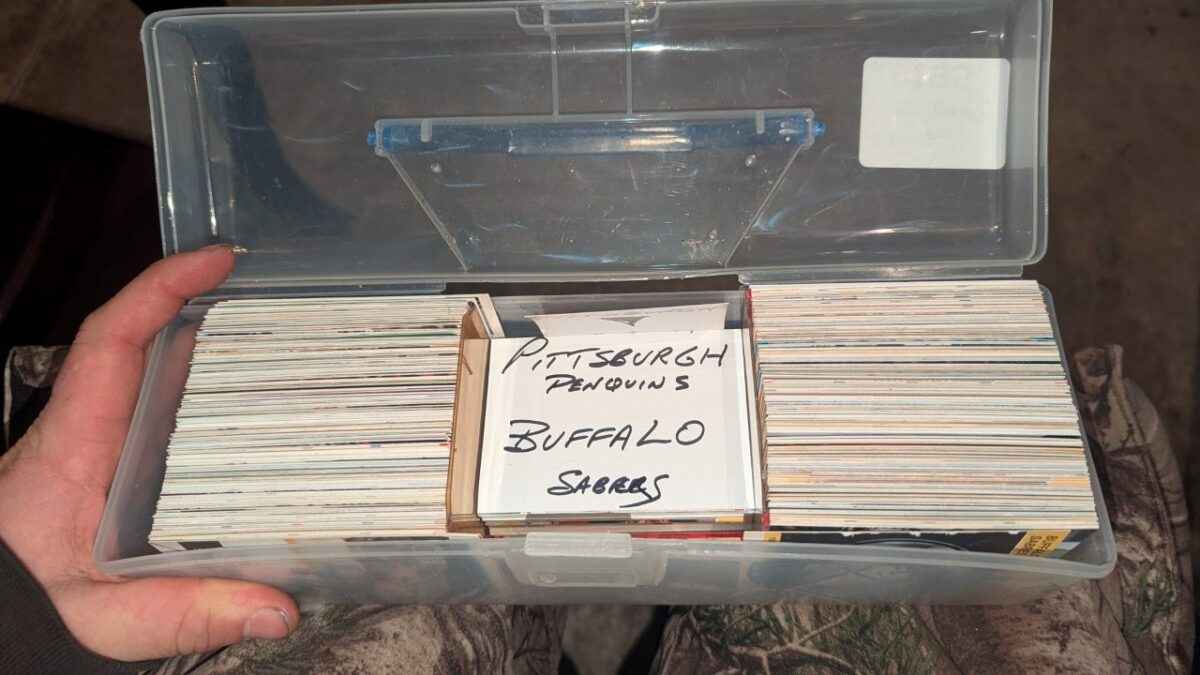 PITTSBURGH
PENQUINS
BUFFALO
SABRES